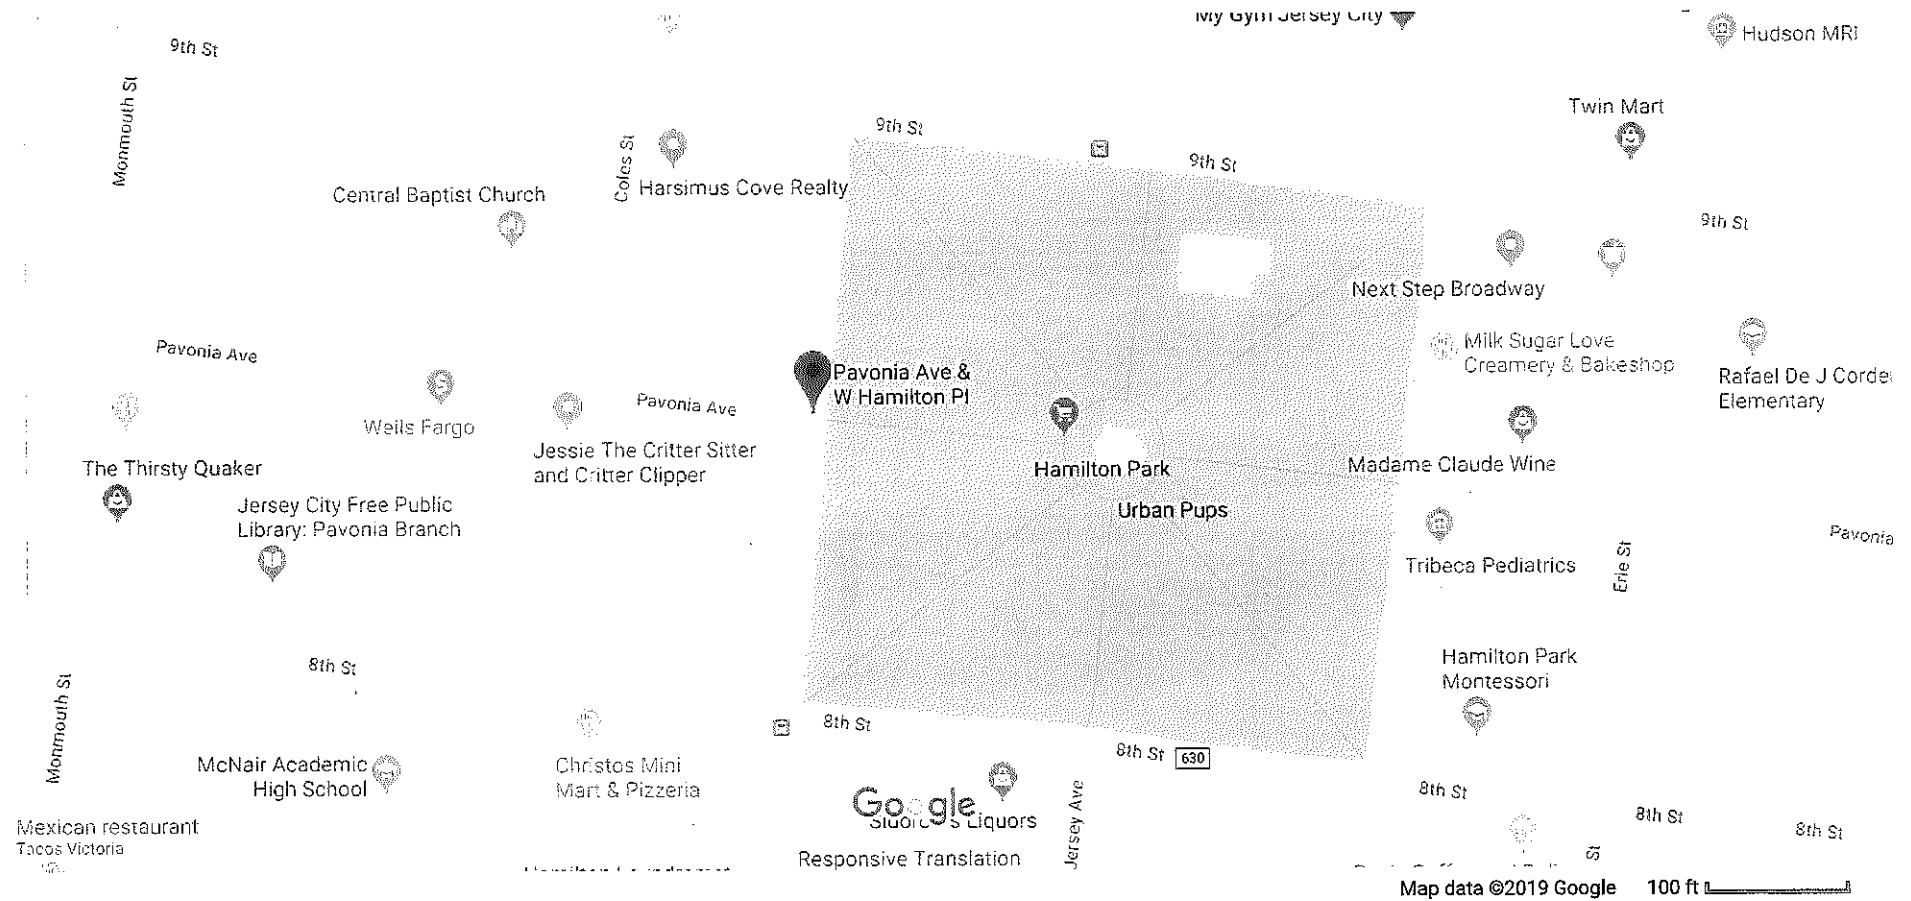 My Gym Jersey City
Hudson MRI
9th St
Monmouth St
Twin Mart
9th St
9th St
Coles St
Harsimus Cove Realty
Central Baptist Church
9th St
Next Step Broadway
Milk Sugar Love
Creamery & Bakeshop
Pavonia Ave
Pavonia Ave &
W Hamilton Pl
Rafael De J Corde
Elementary
Pavonia Ave
Wells Fargo
Jessie The Critter Sitter
and Critter Clipper
Hamilton Park
Madame Claude Wine
The Thirsty Quaker
Jersey City Free Public
Library: Pavonia Branch
Urban Pups
Pavonia
Tribeca Pediatrics
Erie St
8th St
Hamilton Park
Montessori
Monmouth St
8th St
8th St
630
McNair Academic
High School
Christos Mini
Mart & Pizzeria
Google
Liquors
Jersey Ave
8th St
8th St
8th St
Mexican restaurant
Tacos Victoria
Responsive Translation
St
Map data ©2019 Google
100 ft